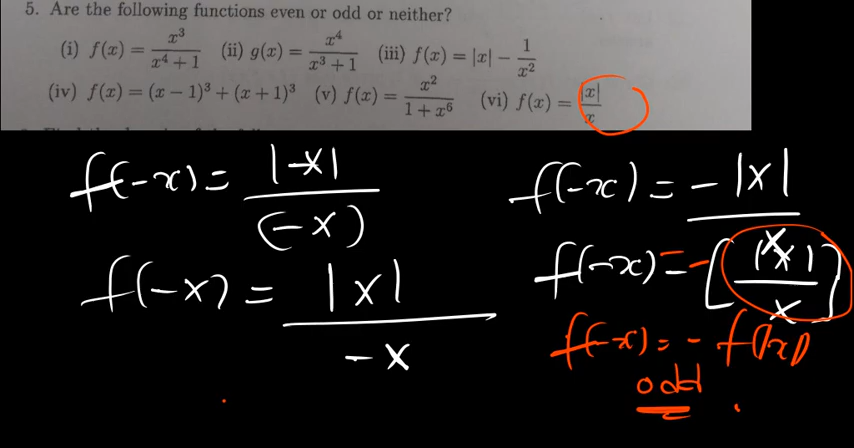 5. Are the following functions even or odd or neither?
(i) f(x) = x³/(x⁴ + 1) (ii) g(x) = x⁴/(x³ + 1) (iii) f(x) = |x| − 1/x²
(iv) f(x) = (x − 1)³ + (x + 1)³ (v) f(x) = x²/(1 + x⁶) (vi) f(x) = |x|/x
f(-x) = |-x|/(-x)
f(-x) = |x|/-x
f(-x) = -|x|/x
f(-x) = -[|x|/x]
f(-x) = - f(x)
odd